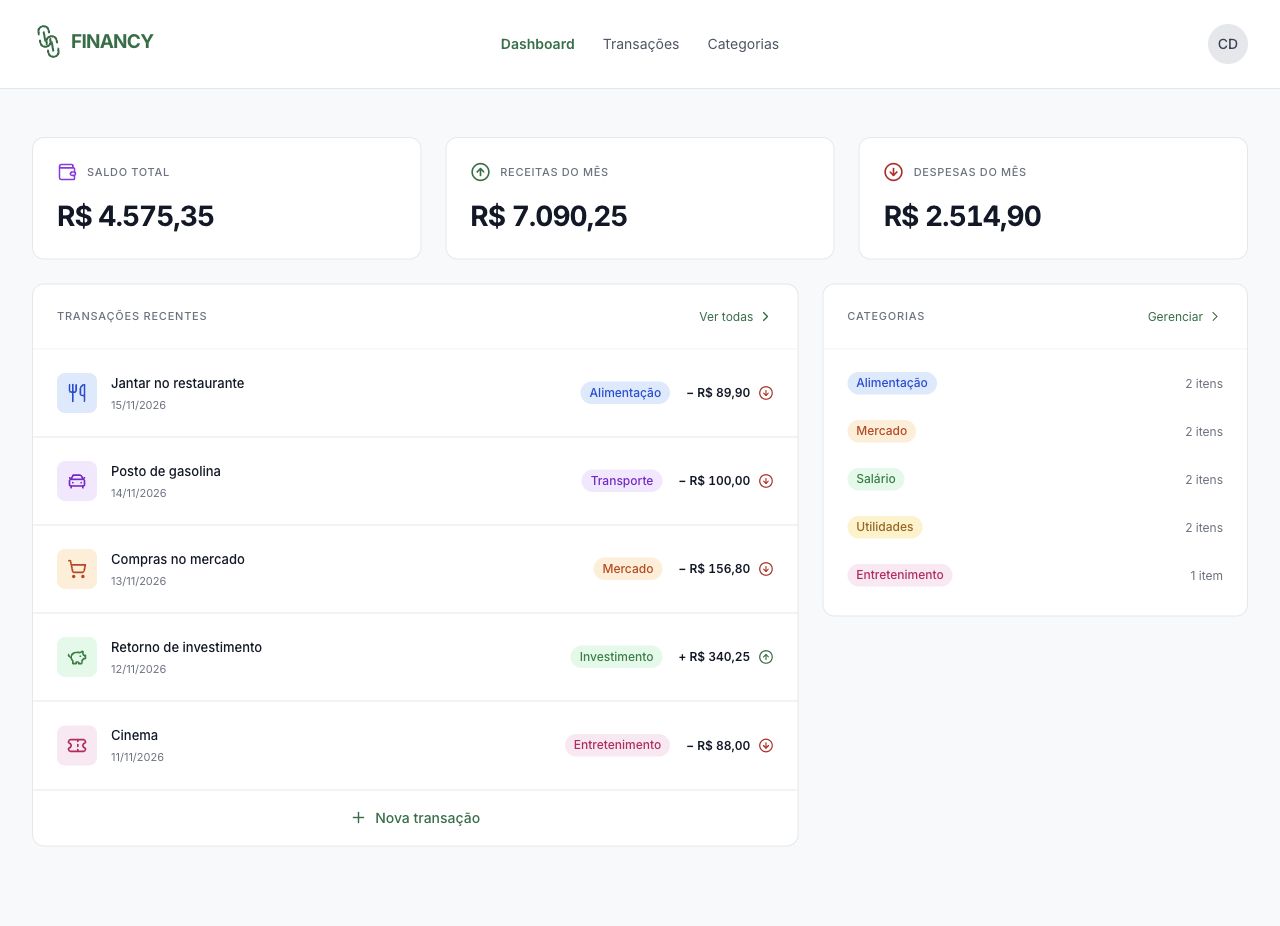 FINANCY
Dashboard Transações Categorias
CD
SALDO TOTAL
R$ 4.575,35
RECEITAS DO MÊS
R$ 7.090,25
DESPESAS DO MÊS
R$ 2.514,90
TRANSAÇÕES RECENTES Ver todas
Jantar no restaurante
15/11/2026
Alimentação – R$ 89,90
Posto de gasolina
14/11/2026
Transporte – R$ 100,00
Compras no mercado
13/11/2026
Mercado – R$ 156,80
Retorno de investimento
12/11/2026
Investimento + R$ 340,25
Cinema
11/11/2026
Entretenimento – R$ 88,00
Nova transação
CATEGORIAS Gerenciar
Alimentação 2 itens
Mercado 2 itens
Salário 2 itens
Utilidades 2 itens
Entretenimento 1 item